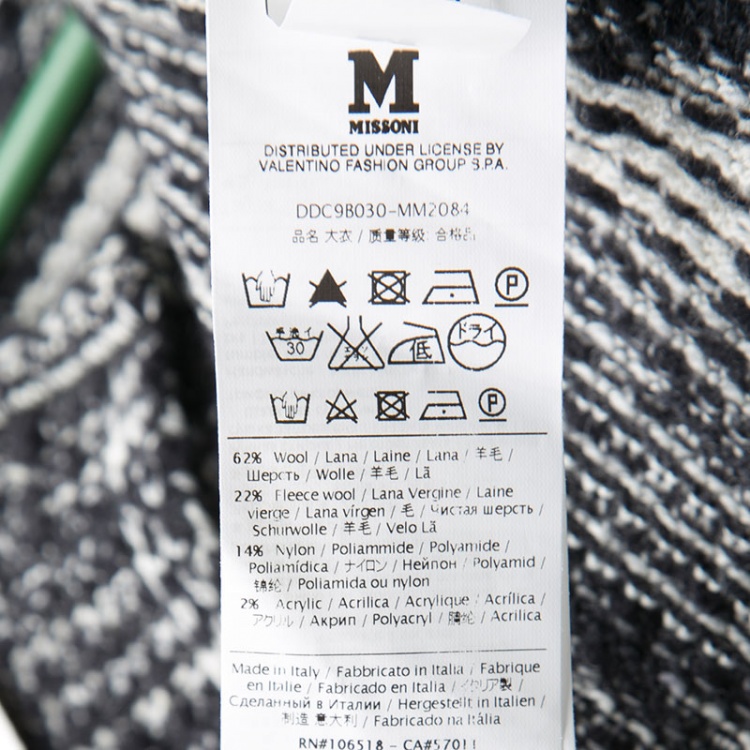 M
MISSONI
DISTRIBUTED UNDER LICENSE BY
VALENTINO FASHION GROUP S.P.A.
DDC9B030-MM2084
品名 大衣 / 质量等级: 合格品
P
30 低 ドライ
P
62% Wool / Lana / Laine / Lana / 羊毛 /
Шерсть / Wolle / 羊毛 / Lã
22% Fleece wool / Lana Vergine / Laine
vierge / Lana virgen / 毛 / Чистая шерсть /
Schurwolle / 羊毛 / Velo Lã
14% Nylon / Poliammide / Polyamide /
Poliamídica / ナイロン / Нейлон / Polyamid /
锦纶 / Poliamida ou nylon
2% Acrylic / Acrilica / Acrylique / Acrílica /
アクリル / Акрил / Polyacryl / 腈纶 / Acrilica
Made in Italy / Fabbricato in Italia / Fabrique
en Italie / Fabricado en Italia / イタリア製 /
Сделанный в Италии / Hergestellt in Italien /
制造 意大利 / Fabricado na Itália
RN#106518 - CA#57011